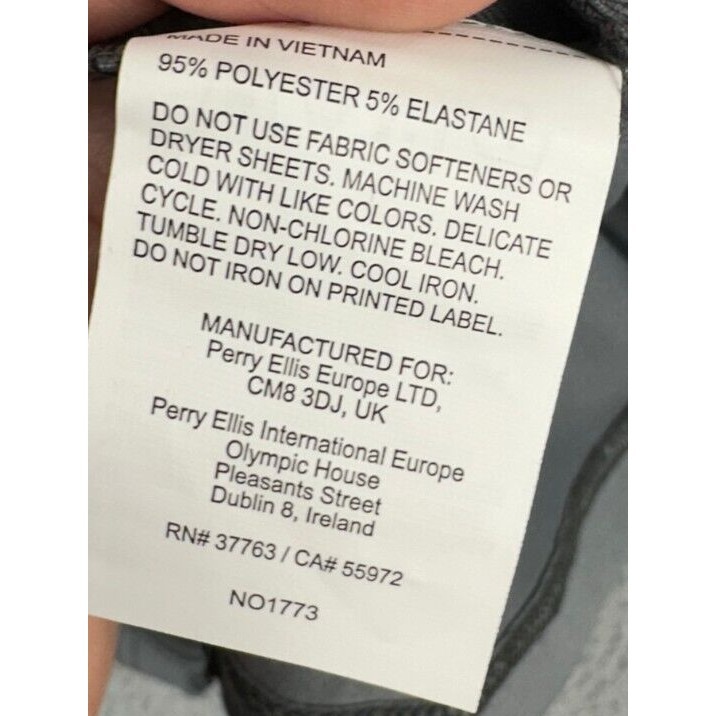 MADE IN VIETNAM
95% POLYESTER 5% ELASTANE
DO NOT USE FABRIC SOFTENERS OR
DRYER SHEETS. MACHINE WASH
COLD WITH LIKE COLORS. DELICATE
CYCLE. NON-CHLORINE BLEACH.
TUMBLE DRY LOW. COOL IRON.
DO NOT IRON ON PRINTED LABEL.
MANUFACTURED FOR:
Perry Ellis Europe LTD,
CM8 3DJ, UK
Perry Ellis International Europe
Olympic House
Pleasants Street
Dublin 8, Ireland
RN# 37763 / CA# 55972
NO1773